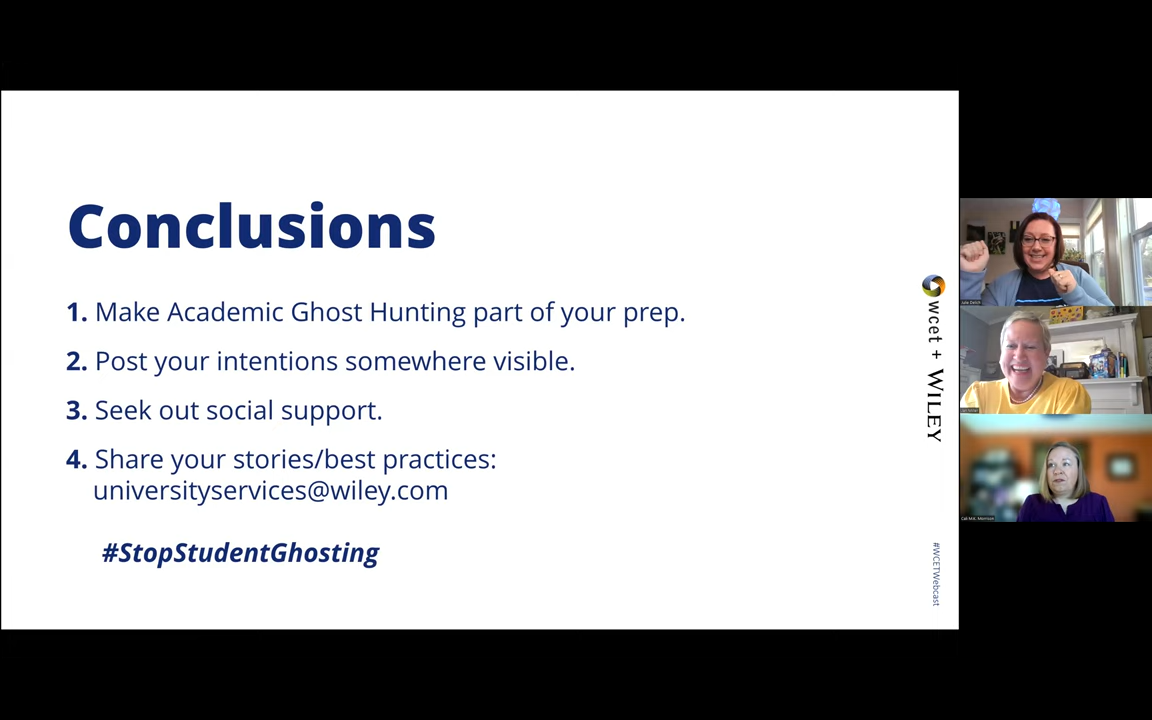 Conclusions
1. Make Academic Ghost Hunting part of your prep.
2. Post your intentions somewhere visible.
3. Seek out social support.
4. Share your stories/best practices:
universityservices@wiley.com
#StopStudentGhosting
wcet + WILEY
#WCETWebcast